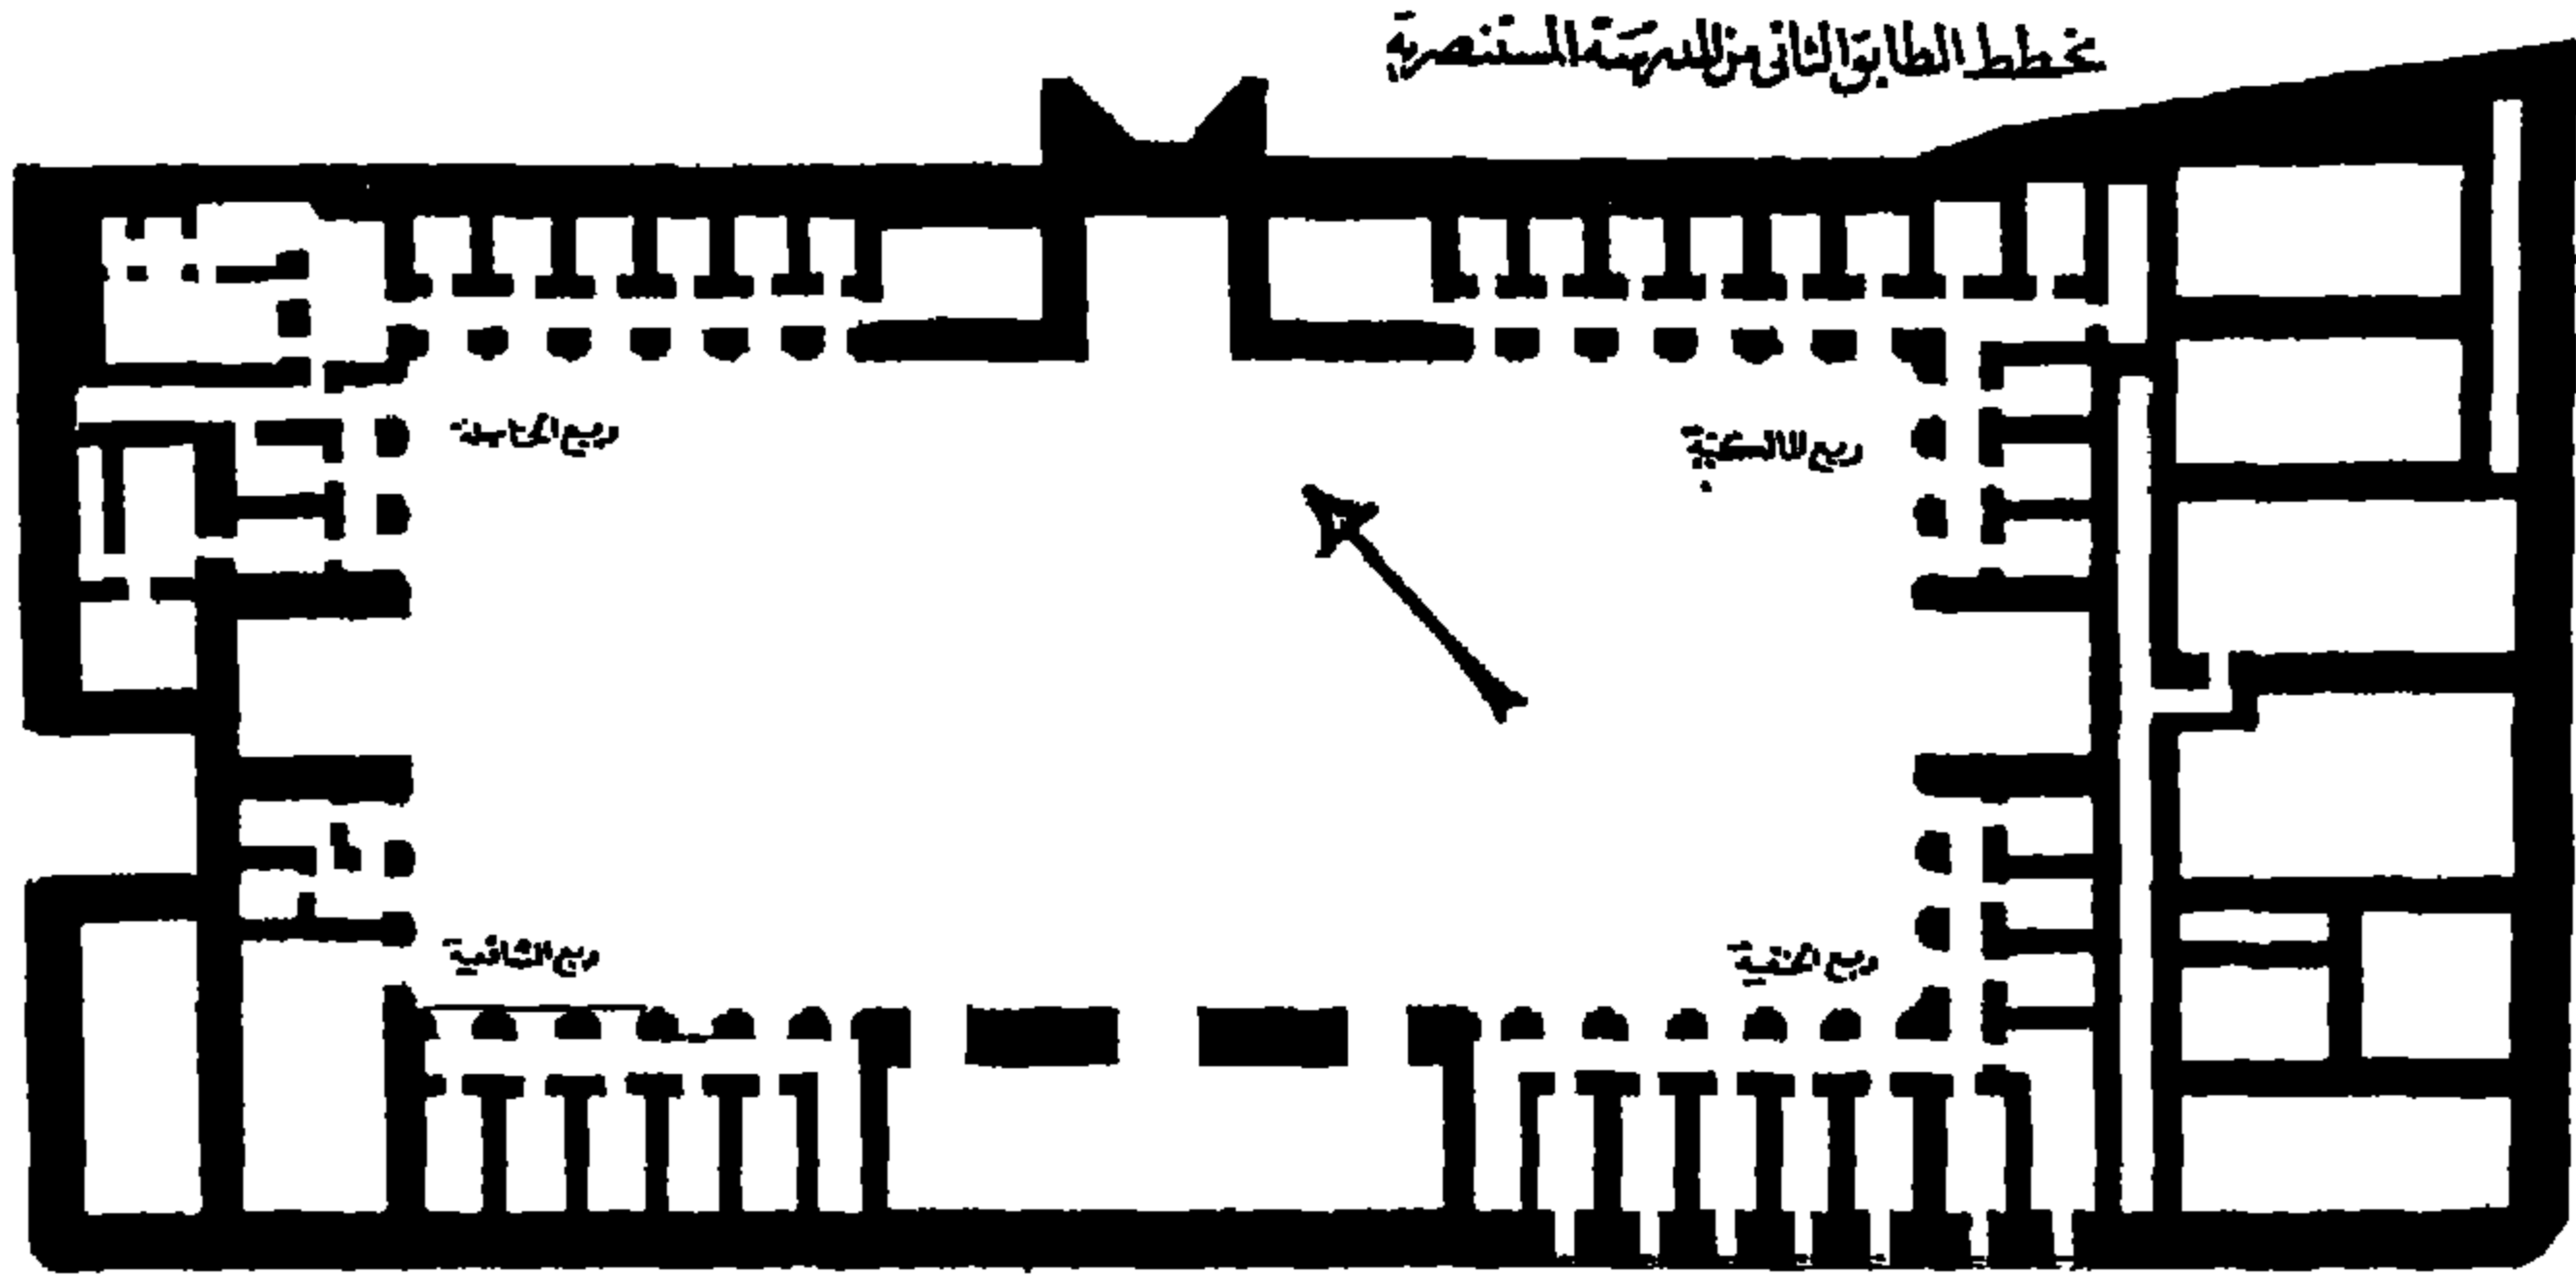 مخطط الطابق الثاني من المدرسة المستنصرية
ربع المالكية
ربع الحنابلة
ربع الحنفية
ربع الشافعية